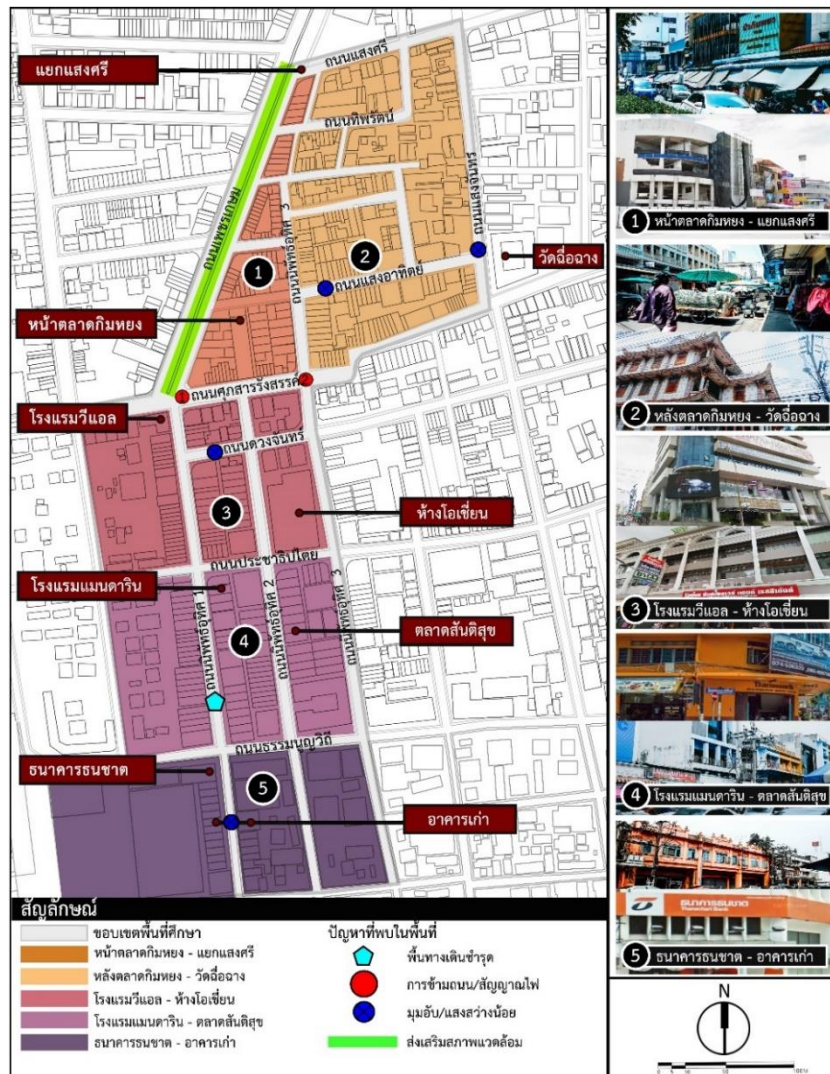 ถนนแสงศรี
แยกแสงศรี
ถนนทิพรัตน์
ถนนเพชรเกษม
ถนนแสงจันทร์
ถนนนิพัทธ์อุทิศ 3
1
2
วัดฉื่อฉาง
ถนนแสงอาทิตย์
หน้าตลาดกิมหยง
1
ถนนศุภสารรังสรรค์
2
โรงแรมวีแอล
ถนนดวงจันทร์
3
ห้างโอเชี่ยน
ถนนประชาธิปไตย
โรงแรมแมนดาริน
ถนนนิพัทธ์อุทิศ 1
ถนนนิพัทธ์อุทิศ 2
ถนนนิพัทธ์อุทิศ 3
4
ตลาดสันติสุข
ถนนธรรมนูญวิถี
ธนาคารธนชาต
5
อาคารเก่า
1 หน้าตลาดกิมหยง - แยกแสงศรี
2 หลังตลาดกิมหยง - วัดฉื่อฉาง
3 โรงแรมวีแอล - ห้างโอเชี่ยน
4 โรงแรมแมนดาริน - ตลาดสันติสุข
ธนาคารธนชาต
Thanachart Bank
5 ธนาคารธนชาต - อาคารเก่า
สัญลักษณ์
ขอบเขตพื้นที่ศึกษา
หน้าตลาดกิมหยง - แยกแสงศรี
หลังตลาดกิมหยง - วัดฉื่อฉาง
โรงแรมวีแอล - ห้างโอเชี่ยน
โรงแรมแมนดาริน - ตลาดสันติสุข
ธนาคารธนชาต - อาคารเก่า
ปัญหาที่พบในพื้นที่
พื้นทางเดินชำรุด
การข้ามถนน/สัญญาณไฟ
มุมอับ/แสงสว่างน้อย
ส่งเสริมสภาพแวดล้อม
N